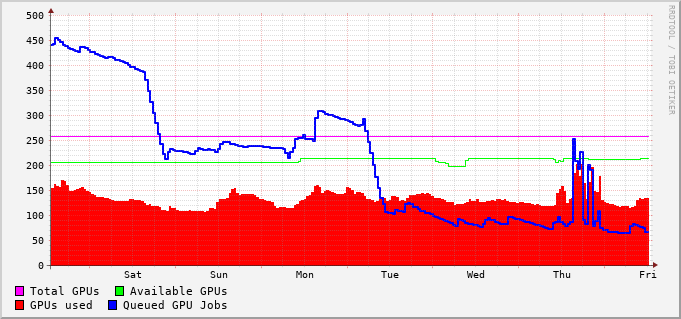 500
450
400
350
300
250
200
150
100
50
0
Sat Sun Mon Tue Wed Thu Fri
Total GPUs Available GPUs
GPUs used Queued GPU Jobs
RRDTOOL / TOBI OETIKER